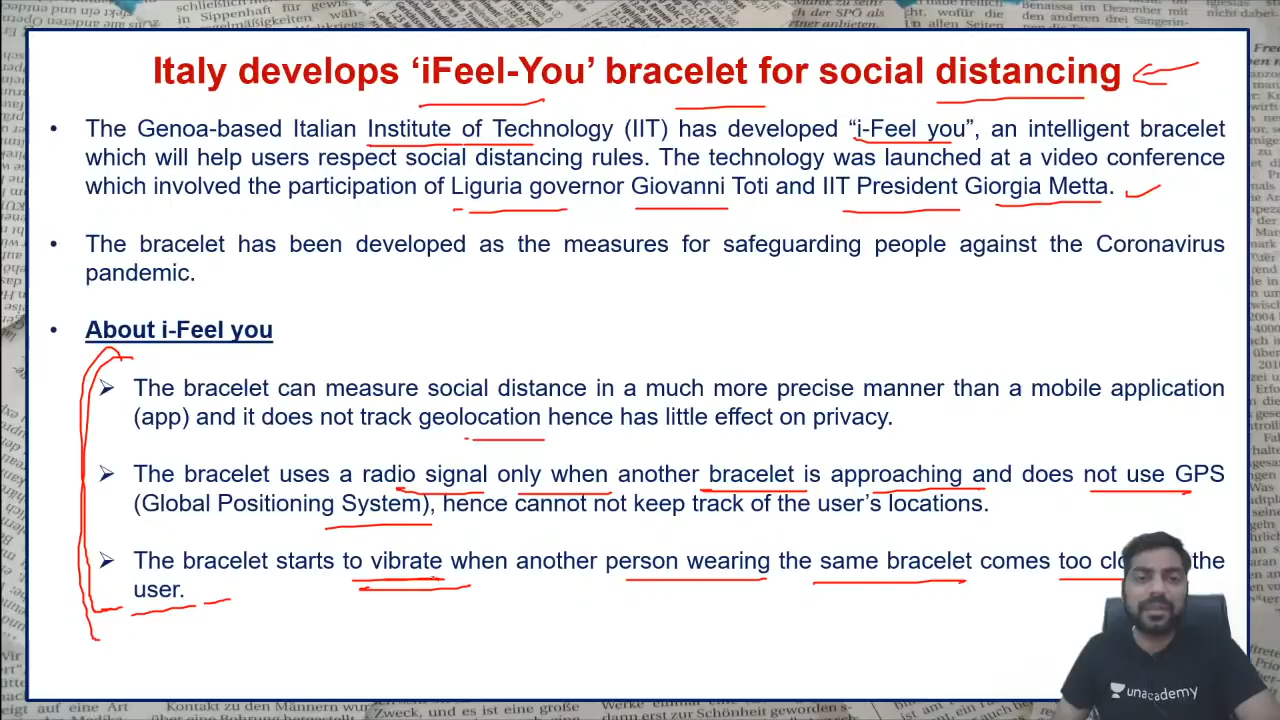 Italy develops ‘iFeel-You’ bracelet for social distancing
• The Genoa-based Italian Institute of Technology (IIT) has developed “i-Feel you”, an intelligent bracelet
which will help users respect social distancing rules. The technology was launched at a video conference
which involved the participation of Liguria governor Giovanni Toti and IIT President Giorgia Metta.
• The bracelet has been developed as the measures for safeguarding people against the Coronavirus
pandemic.
• About i-Feel you
➢ The bracelet can measure social distance in a much more precise manner than a mobile application
(app) and it does not track geolocation hence has little effect on privacy.
➢ The bracelet uses a radio signal only when another bracelet is approaching and does not use GPS
(Global Positioning System), hence cannot not keep track of the user’s locations.
➢ The bracelet starts to vibrate when another person wearing the same bracelet comes too the
user.
unacademy